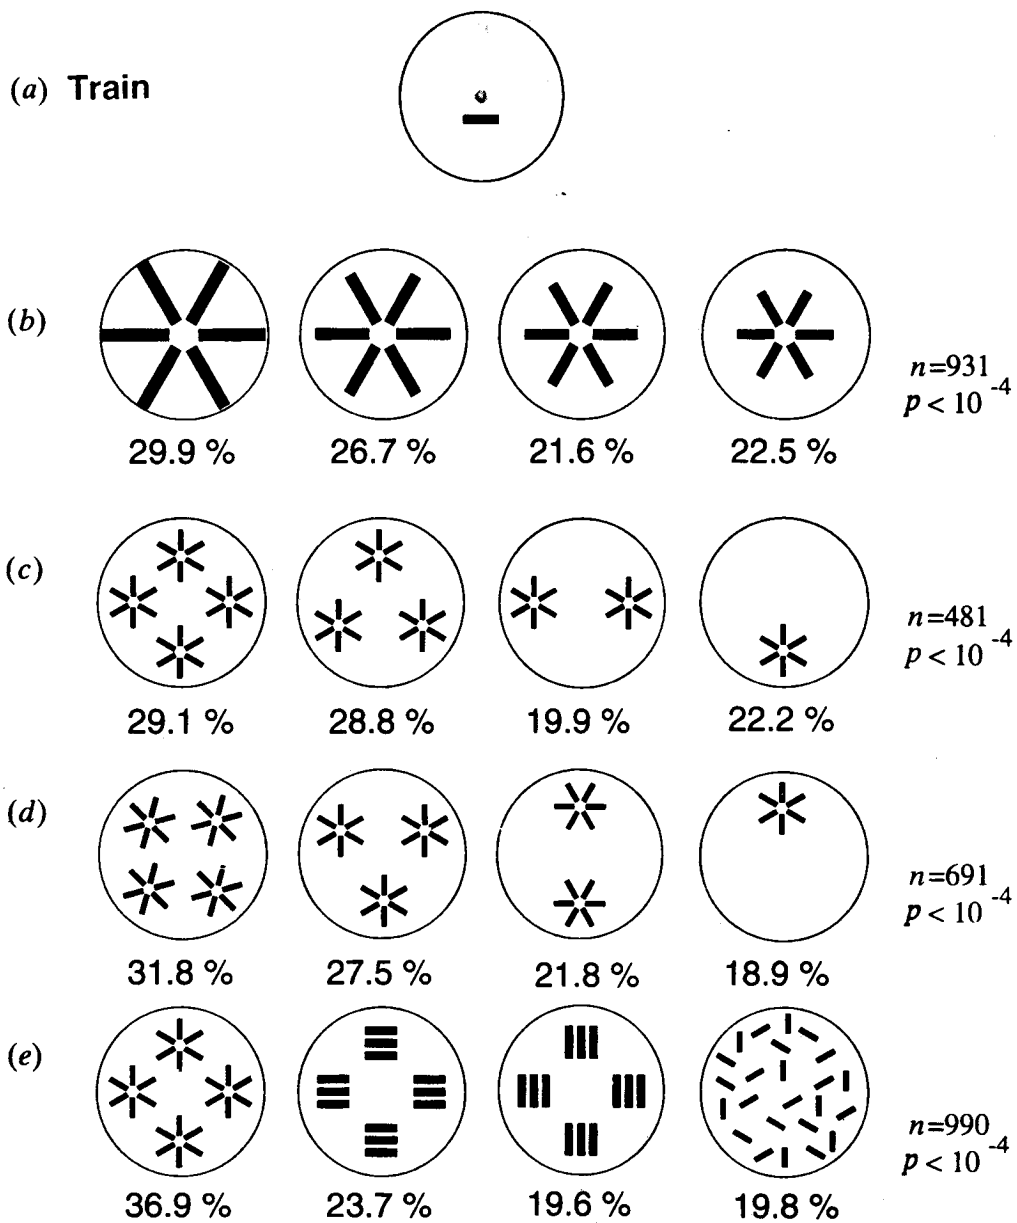 (a) Train
(b)
n=931
p < 10 -4
29.9 % 26.7 % 21.6 % 22.5 %
(c)
n=481
p < 10 -4
29.1 % 28.8 % 19.9 % 22.2 %
(d)
n=691
p < 10 -4
31.8 % 27.5 % 21.8 % 18.9 %
(e)
n=990
p < 10 -4
36.9 % 23.7 % 19.6 % 19.8 %